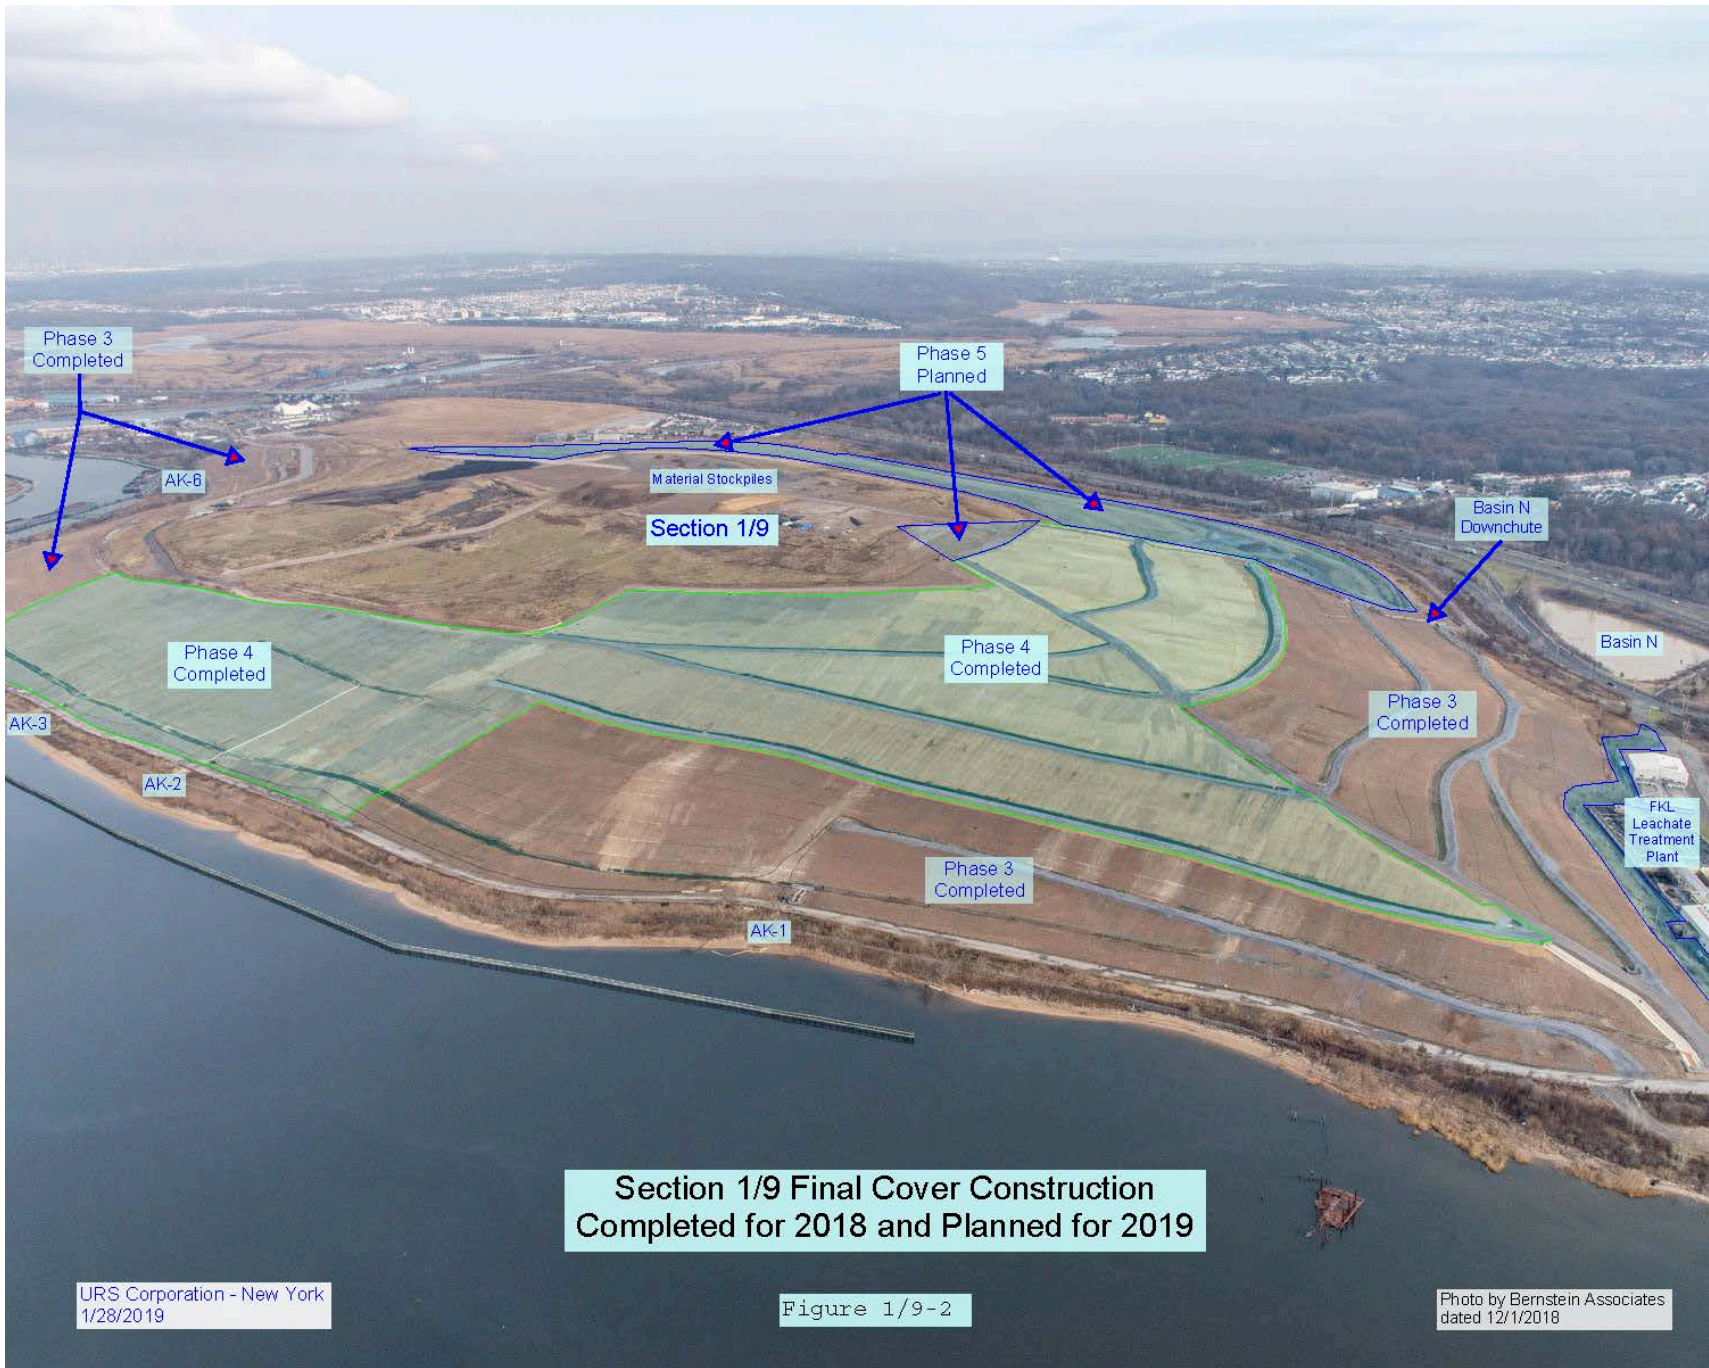 Phase 3
Completed
Phase 5
Planned
AK-6
Material Stockpiles
Section 1/9
Basin N
Downchute
Basin N
Phase 4
Completed
Phase 4
Completed
Phase 3
Completed
AK-3
AK-2
FKL
Leachate
Treatment
Plant
Phase 3
Completed
AK-1
Section 1/9 Final Cover Construction
Completed for 2018 and Planned for 2019
URS Corporation - New York
1/28/2019
Figure 1/9-2
Photo by Bernstein Associates
dated 12/1/2018